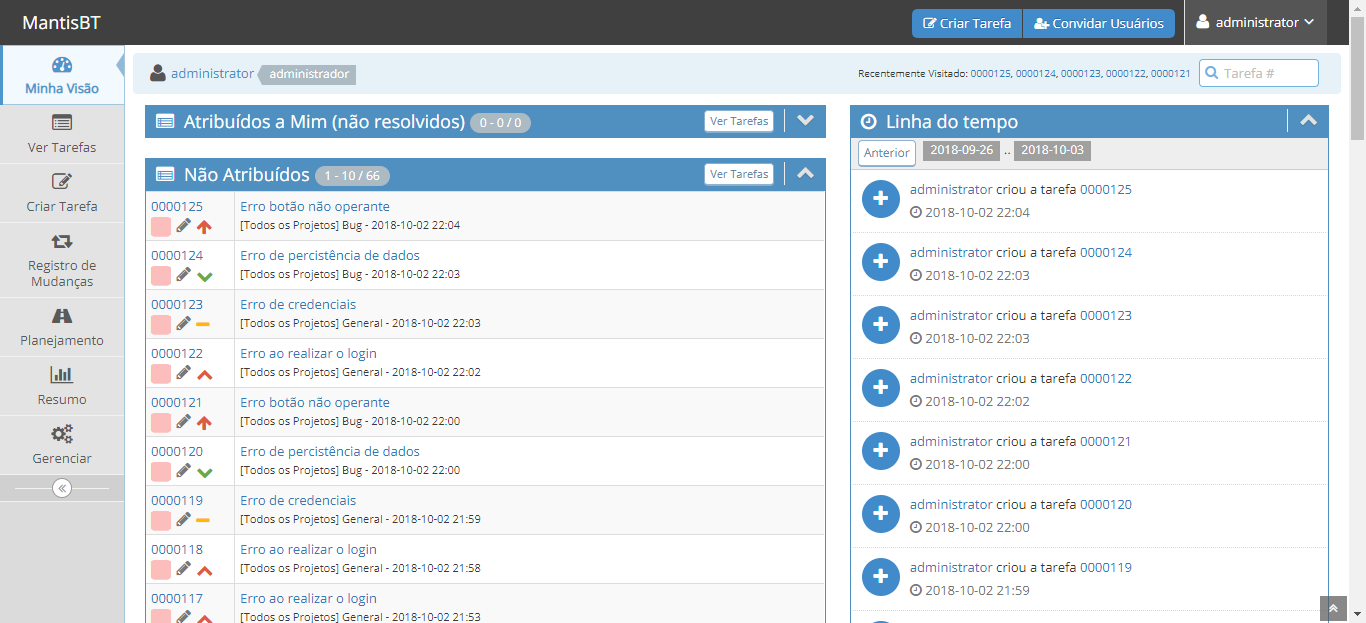 MantisBT
Criar Tarefa
Convidar Usuários
administrator
Minha Visão
Ver Tarefas
Criar Tarefa
Registro de
Mudanças
Planejamento
Resumo
Gerenciar
administrator administrador
Recentemente Visitado: 0000125, 0000124, 0000123, 0000122, 0000121
Tarefa #
Atribuídos a Mim (não resolvidos) 0 - 0 / 0
Ver Tarefas
Não Atribuídos 1 - 10 / 66
Ver Tarefas
0000125 Erro botão não operante
[Todos os Projetos] Bug - 2018-10-02 22:04
0000124 Erro de percistência de dados
[Todos os Projetos] Bug - 2018-10-02 22:03
0000123 Erro de credenciais
[Todos os Projetos] General - 2018-10-02 22:03
0000122 Erro ao realizar o login
[Todos os Projetos] General - 2018-10-02 22:02
0000121 Erro botão não operante
[Todos os Projetos] Bug - 2018-10-02 22:00
0000120 Erro de percistência de dados
[Todos os Projetos] Bug - 2018-10-02 22:00
0000119 Erro de credenciais
[Todos os Projetos] General - 2018-10-02 21:59
0000118 Erro ao realizar o login
[Todos os Projetos] General - 2018-10-02 21:58
0000117 Erro ao realizar o login
[Todos os Projetos] General - 2018-10-02 21:53
Linha do tempo
Anterior 2018-09-26 .. 2018-10-03
administrator criou a tarefa 0000125
2018-10-02 22:04
administrator criou a tarefa 0000124
2018-10-02 22:03
administrator criou a tarefa 0000123
2018-10-02 22:03
administrator criou a tarefa 0000122
2018-10-02 22:02
administrator criou a tarefa 0000121
2018-10-02 22:00
administrator criou a tarefa 0000120
2018-10-02 22:00
administrator criou a tarefa 0000119
2018-10-02 21:59